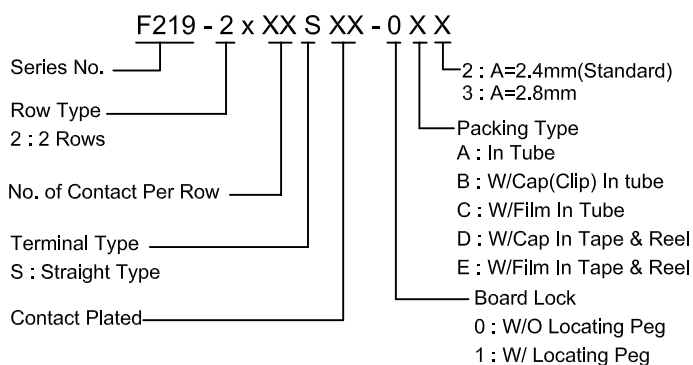 F219 - 2 x XX S XX - 0 X X
Series No.
Row Type
2 : 2 Rows
No. of Contact Per Row
Terminal Type
S : Straight Type
Contact Plated
2 : A=2.4mm(Standard)
3 : A=2.8mm
Packing Type
A : In Tube
B : W/Cap(Clip) In tube
C : W/Film In Tube
D : W/Cap In Tape & Reel
E : W/Film In Tape & Reel
Board Lock
0 : W/O Locating Peg
1 : W/ Locating Peg